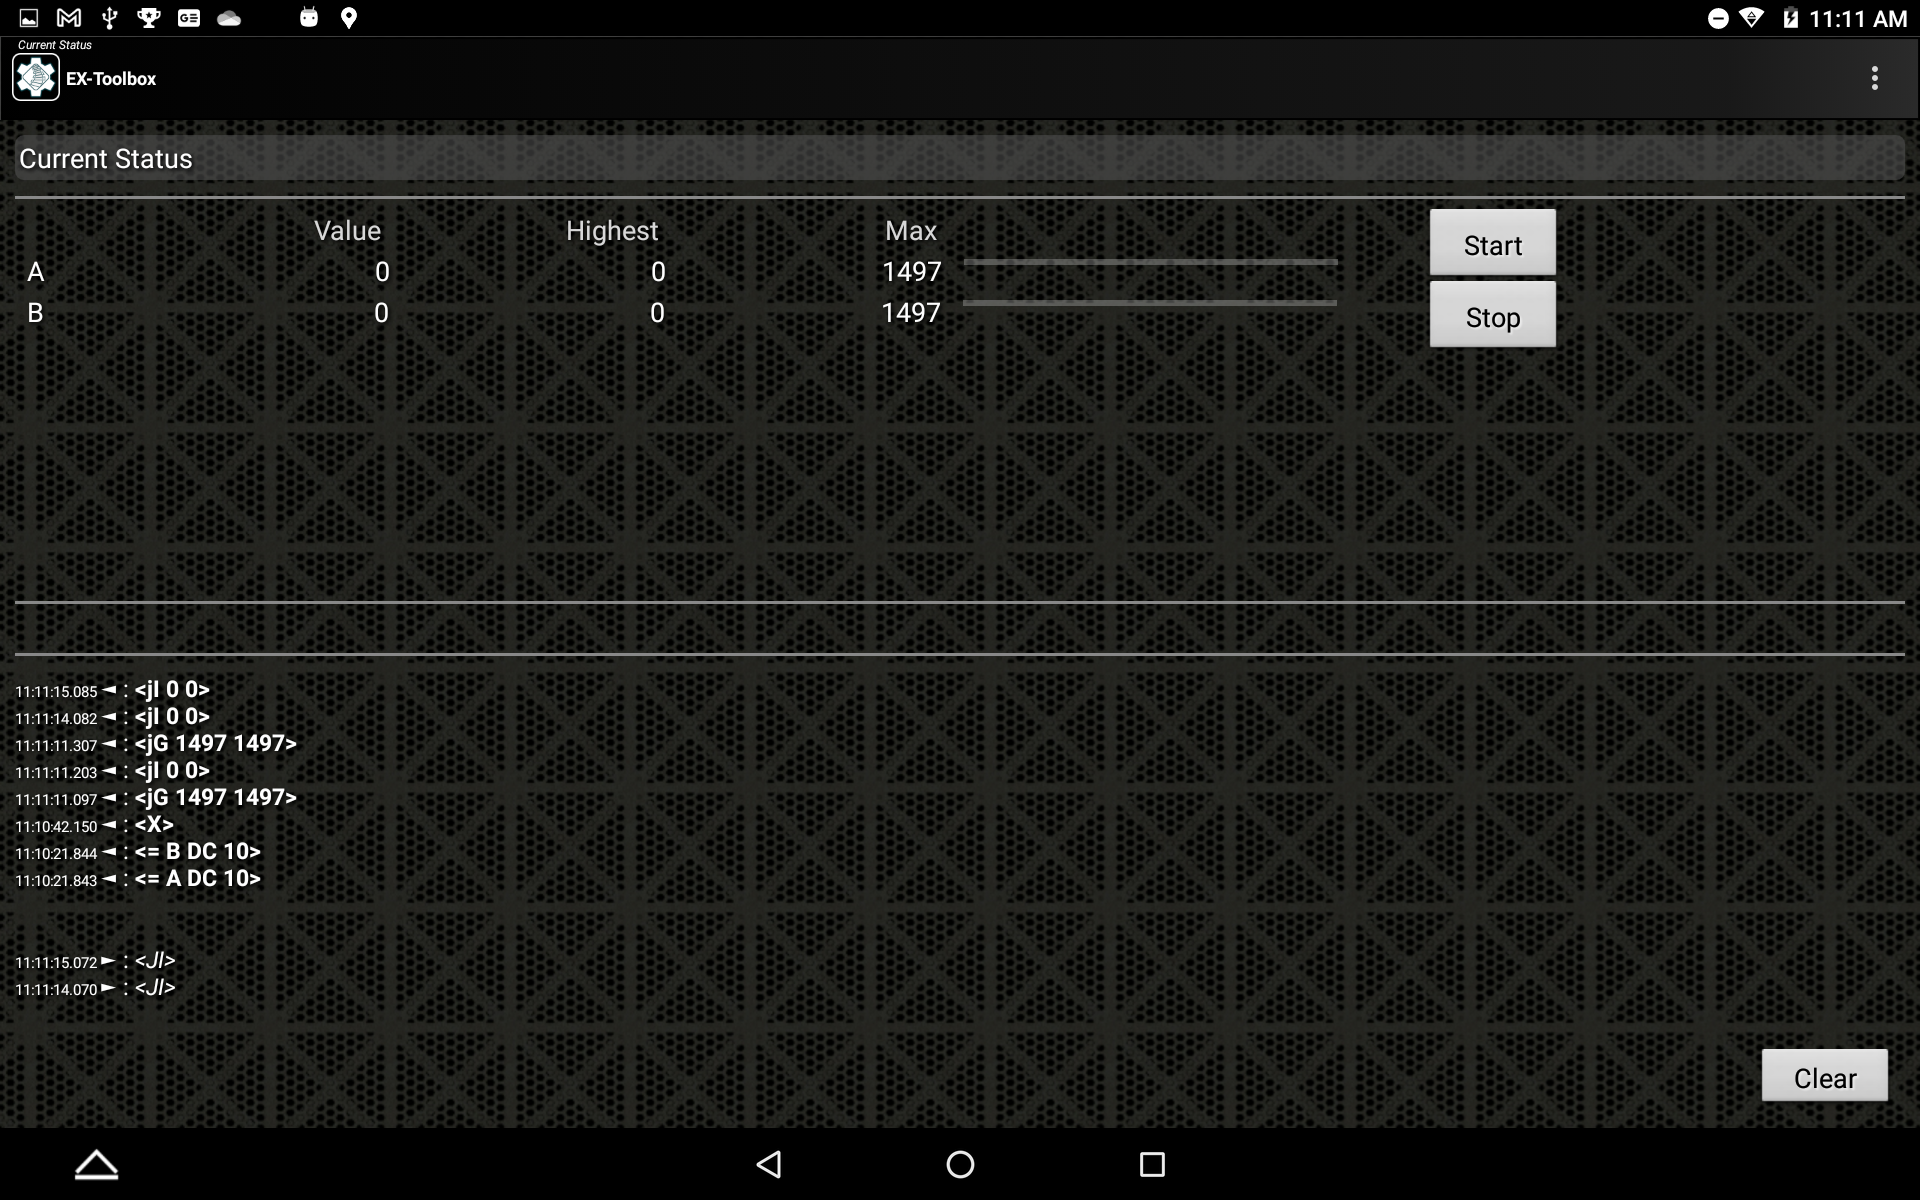 11:11 AM
Current Status
EX-Toolbox
Current Status
Value Highest Max
A 0 0 1497
B 0 0 1497
Start
Stop
11:11:15.085 ◄ : <jI 0 0>
11:11:14.082 ◄ : <jI 0 0>
11:11:11.307 ◄ : <jG 1497 1497>
11:11:11.203 ◄ : <jI 0 0>
11:11:11.097 ◄ : <jG 1497 1497>
11:10:42.150 ◄ : <X>
11:10:21.844 ◄ : <= B DC 10>
11:10:21.843 ◄ : <= A DC 10>
11:11:15.072 ► : <JI>
11:11:14.070 ► : <JI>
Clear